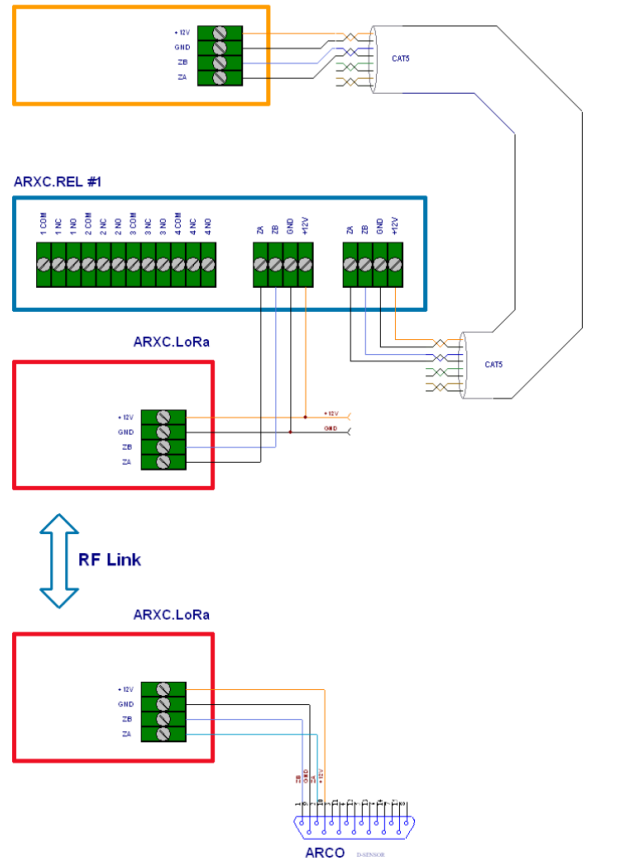 +12V
GND
ZB
ZA
CAT5
ARXC.REL #1
1 COM
1 NC
1 NO
2 COM
2 NC
2 NO
3 COM
3 NC
3 NO
4 COM
4 NC
4 NO
ZA
ZB
GND
+12V
ZA
ZB
GND
+12V
ARXC.LoRa
CAT5
+12V
GND
ZB
ZA
+12V
GND
RF Link
ARXC.LoRa
+12V
GND
ZB
ZA
ZB
GND
ZA
+12V
ARCO D-SENSOR